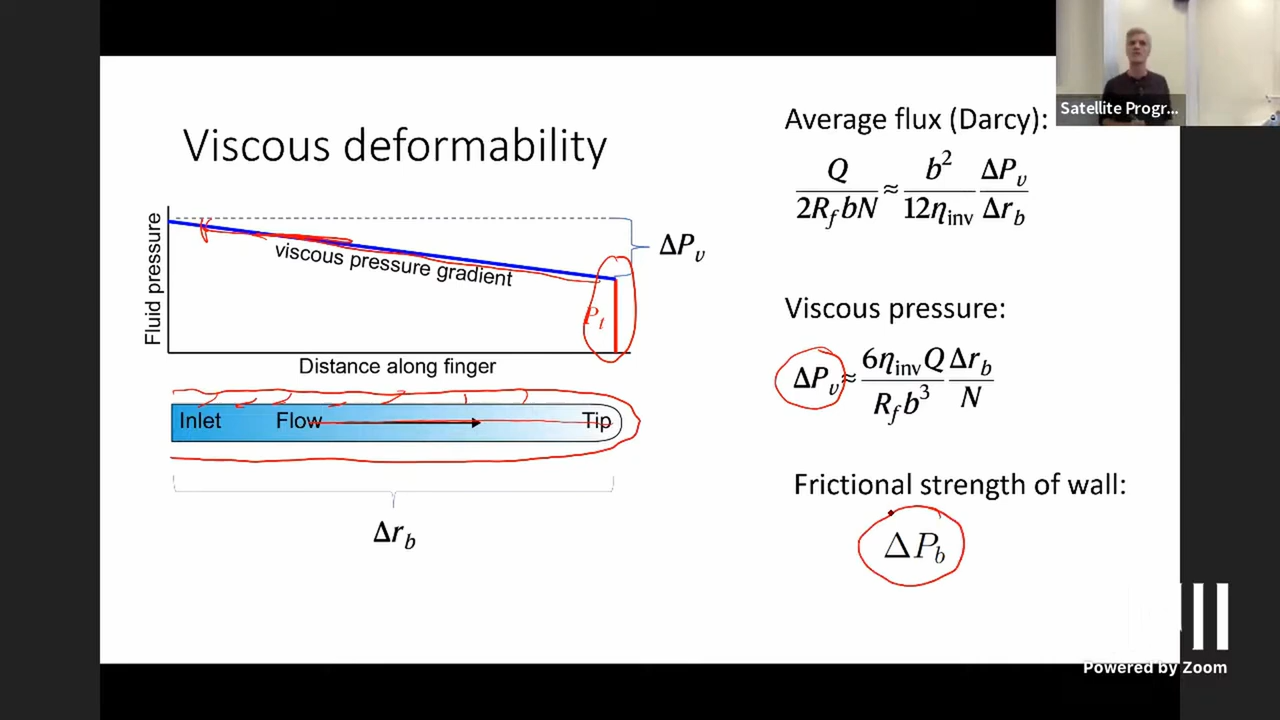 Satellite Progr...
Viscous deformability
Fluid pressure
viscous pressure gradient
P_t
ΔP_v
Distance along finger
Inlet Flow Tip
Δr_b
Average flux (Darcy):
Q/(2R_f bN) ≈ b²/(12η_inv) ΔP_v/Δr_b
Viscous pressure:
ΔP_v ≈ (6η_inv Q)/(R_f b³) Δr_b/N
Frictional strength of wall:
ΔP_b
Powered by Zoom